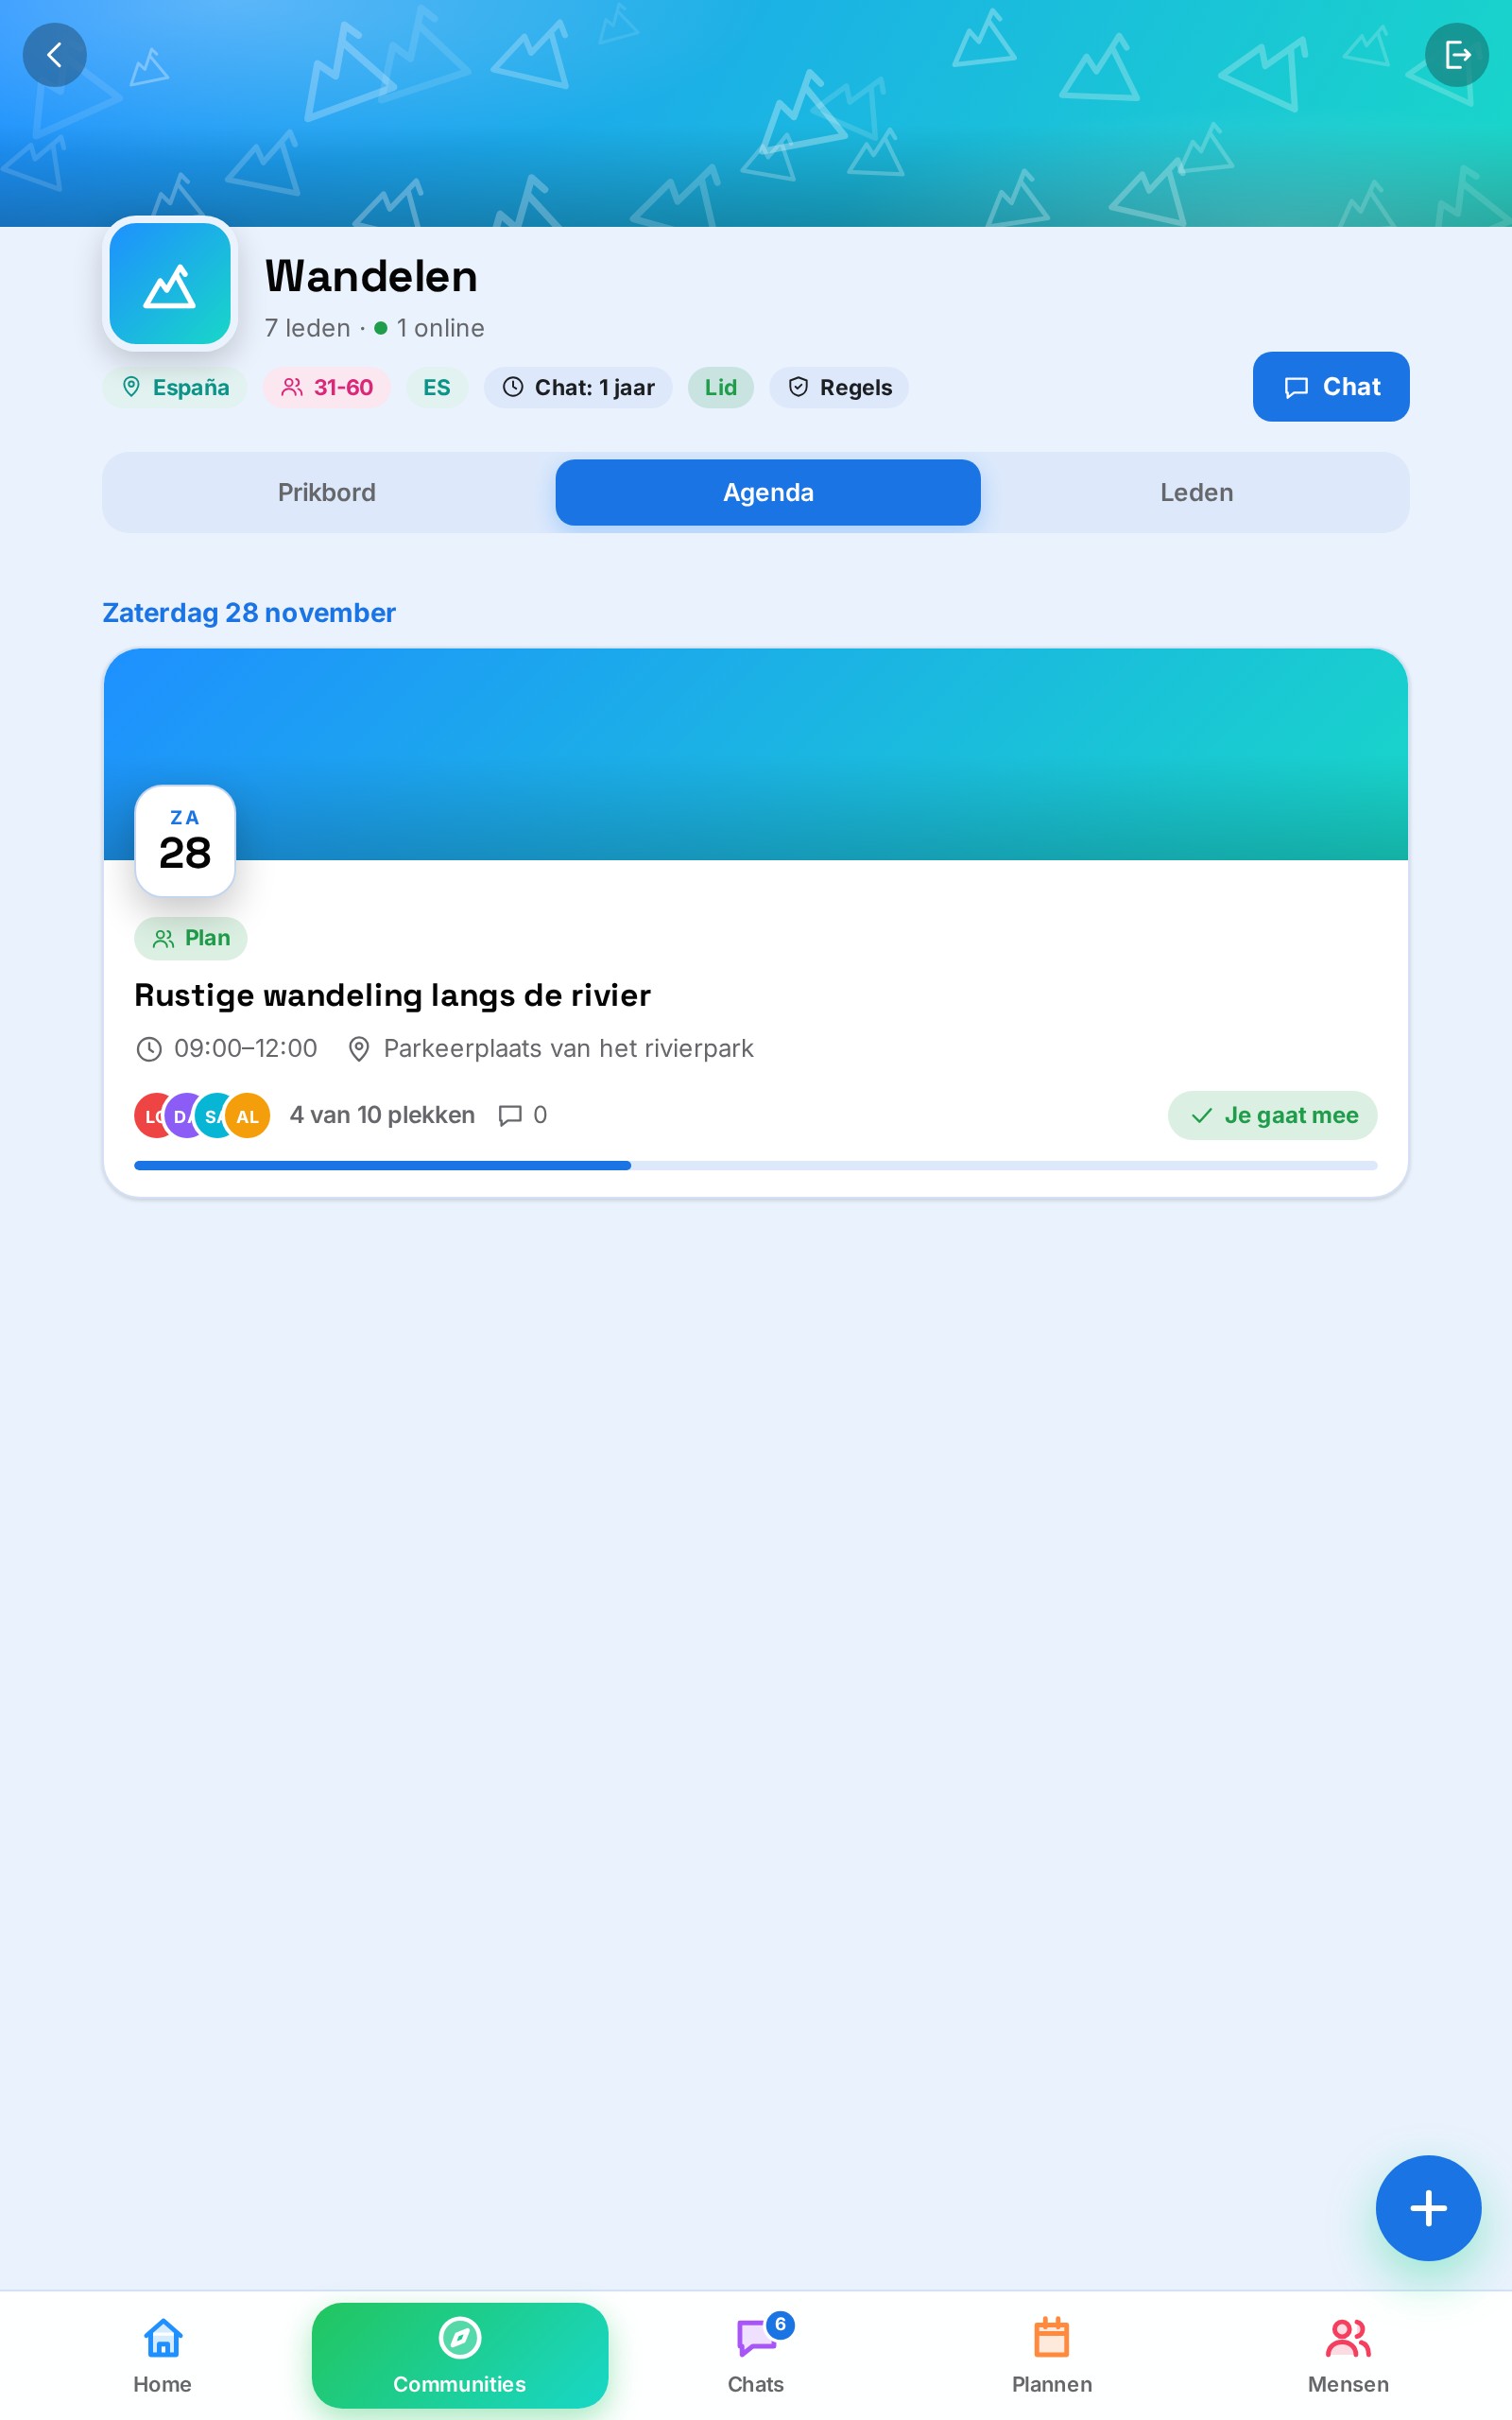 Wandelen
7 leden · 1 online
España 31-60 ES Chat: 1 jaar Lid Regels Chat
Prikbord Agenda Leden
Zaterdag 28 november
ZA
28
Plan
Rustige wandeling langs de rivier
09:00–12:00 Parkeerplaats van het rivierpark
AL 4 van 10 plekken 0 Je gaat mee
6
Home Communities Chats Plannen Mensen